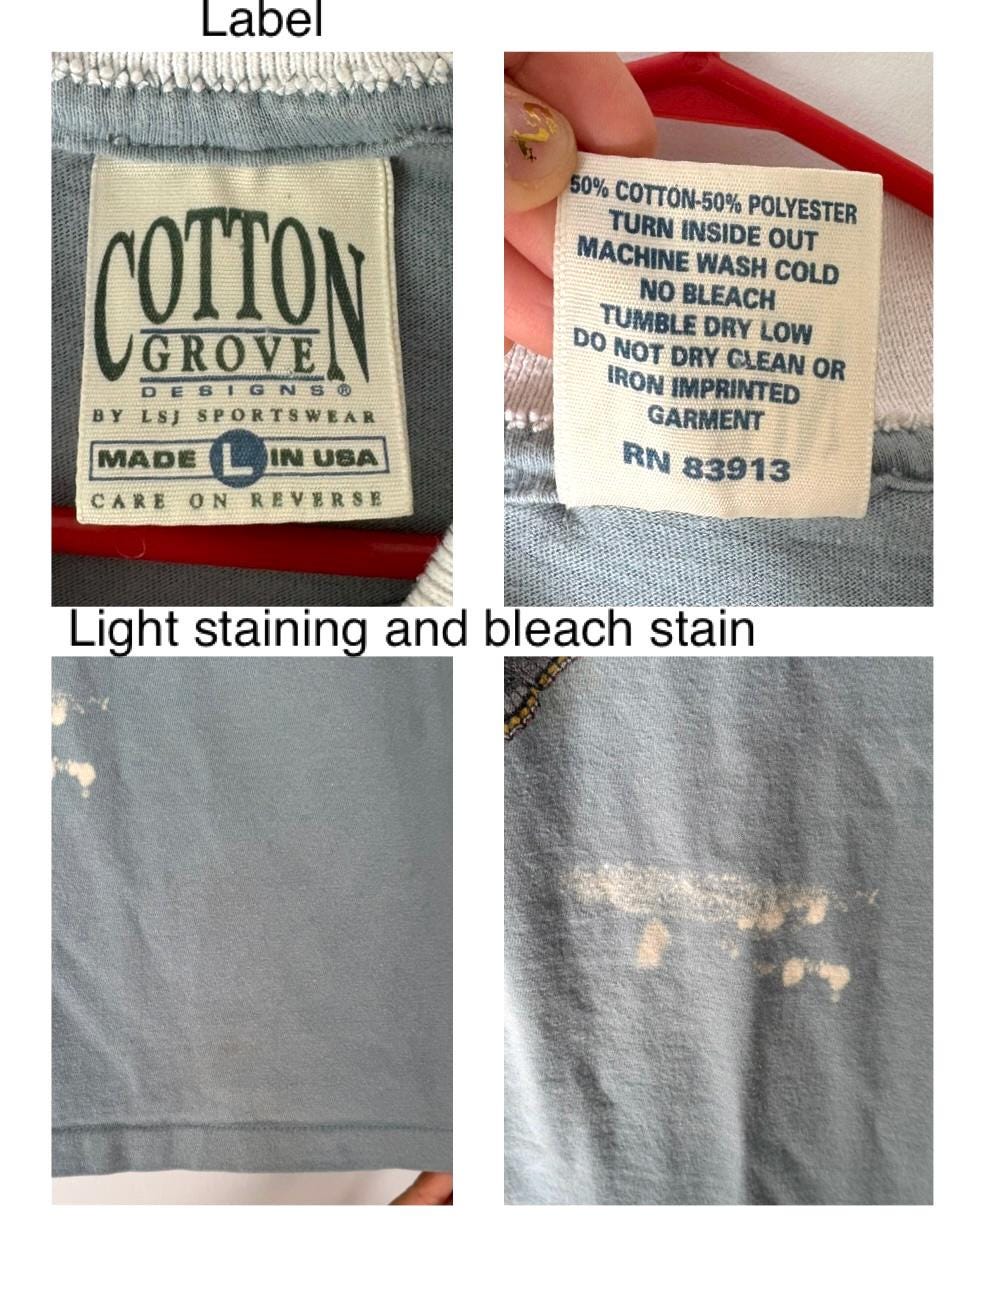 Label
COTTON
GROVE
DESIGNS®
BY LSJ SPORTSWEAR
MADE L IN USA
CARE ON REVERSE
50% COTTON-50% POLYESTER
TURN INSIDE OUT
MACHINE WASH COLD
NO BLEACH
TUMBLE DRY LOW
DO NOT DRY CLEAN OR
IRON IMPRINTED
GARMENT
RN 83913
Light staining and bleach stain